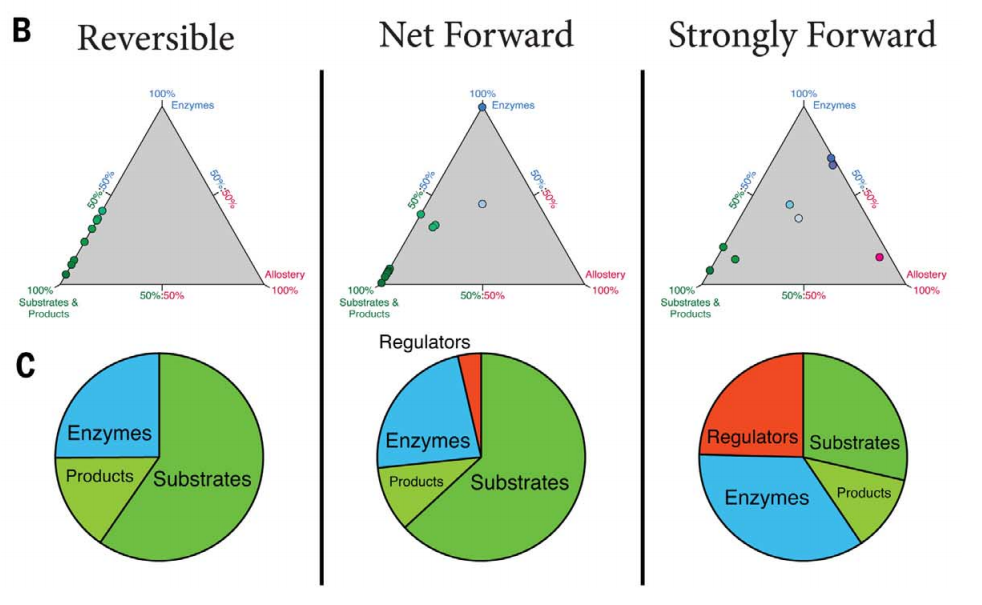 B
Reversible
Net Forward
Strongly Forward
100%
Enzymes
50%:50%
50%:50%
Allostery
100%
100%
Substrates &
Products
50%:50%
100%
Enzymes
50%:50%
50%:50%
Allostery
100%
100%
Substrates &
Products
50%:50%
100%
Enzymes
50%:50%
50%:50%
Allostery
100%
100%
Substrates &
Products
50%:50%
C
Enzymes
Products
Substrates
Regulators
Enzymes
Products
Substrates
Regulators
Substrates
Enzymes
Products